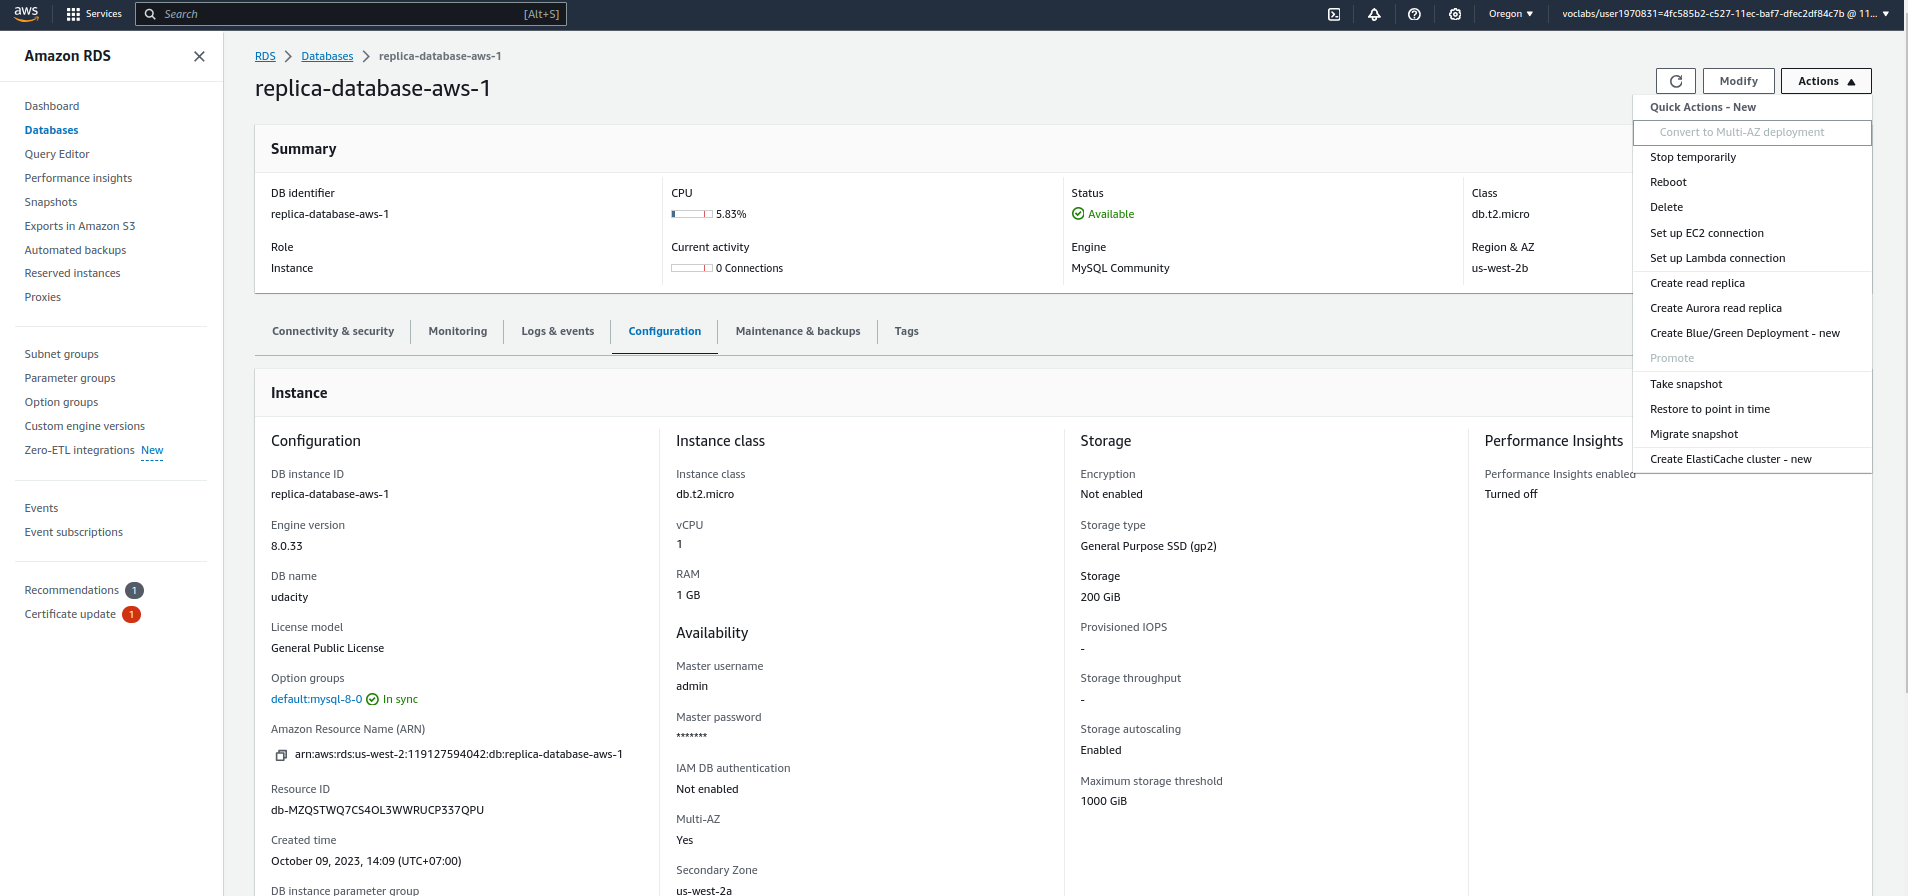 aws
Services
Search
[Alt+S]
Oregon ▼
voclabs/user1970831=4fc585b2-c527-11ec-baf7-dfec2df84c7b @ 11... ▼
Amazon RDS
Dashboard
Databases
Query Editor
Performance insights
Snapshots
Exports in Amazon S3
Automated backups
Reserved instances
Proxies
Subnet groups
Parameter groups
Option groups
Custom engine versions
Zero-ETL integrations New
Events
Event subscriptions
Recommendations 1
Certificate update 1
RDS > Databases > replica-database-aws-1
replica-database-aws-1
Modify
Actions ▲
Quick Actions - New
Convert to Multi-AZ deployment
Stop temporarily
Reboot
Delete
Set up EC2 connection
Set up Lambda connection
Create read replica
Create Aurora read replica
Create Blue/Green Deployment - new
Promote
Take snapshot
Restore to point in time
Migrate snapshot
Create ElastiCache cluster - new
Summary
DB identifier
replica-database-aws-1
Role
Instance
CPU
5.83%
Current activity
0 Connections
Status
Available
Engine
MySQL Community
Class
db.t2.micro
Region & AZ
us-west-2b
Connectivity & security
Monitoring
Logs & events
Configuration
Maintenance & backups
Tags
Instance
Configuration
DB instance ID
replica-database-aws-1
Engine version
8.0.33
DB name
udacity
License model
General Public License
Option groups
default:mysql-8-0 In sync
Amazon Resource Name (ARN)
arn:aws:rds:us-west-2:119127594042:db:replica-database-aws-1
Resource ID
db-MZQSTWQ7CS4OL3WWRUCP337QPU
Created time
October 09, 2023, 14:09 (UTC+07:00)
DB instance parameter group
Instance class
Instance class
db.t2.micro
vCPU
1
RAM
1 GB
Availability
Master username
admin
Master password
*******
IAM DB authentication
Not enabled
Multi-AZ
Yes
Secondary Zone
us-west-2a
Storage
Encryption
Not enabled
Storage type
General Purpose SSD (gp2)
Storage
200 GiB
Provisioned IOPS
-
Storage throughput
-
Storage autoscaling
Enabled
Maximum storage threshold
1000 GiB
Performance Insights
Performance Insights enabled
Turned off